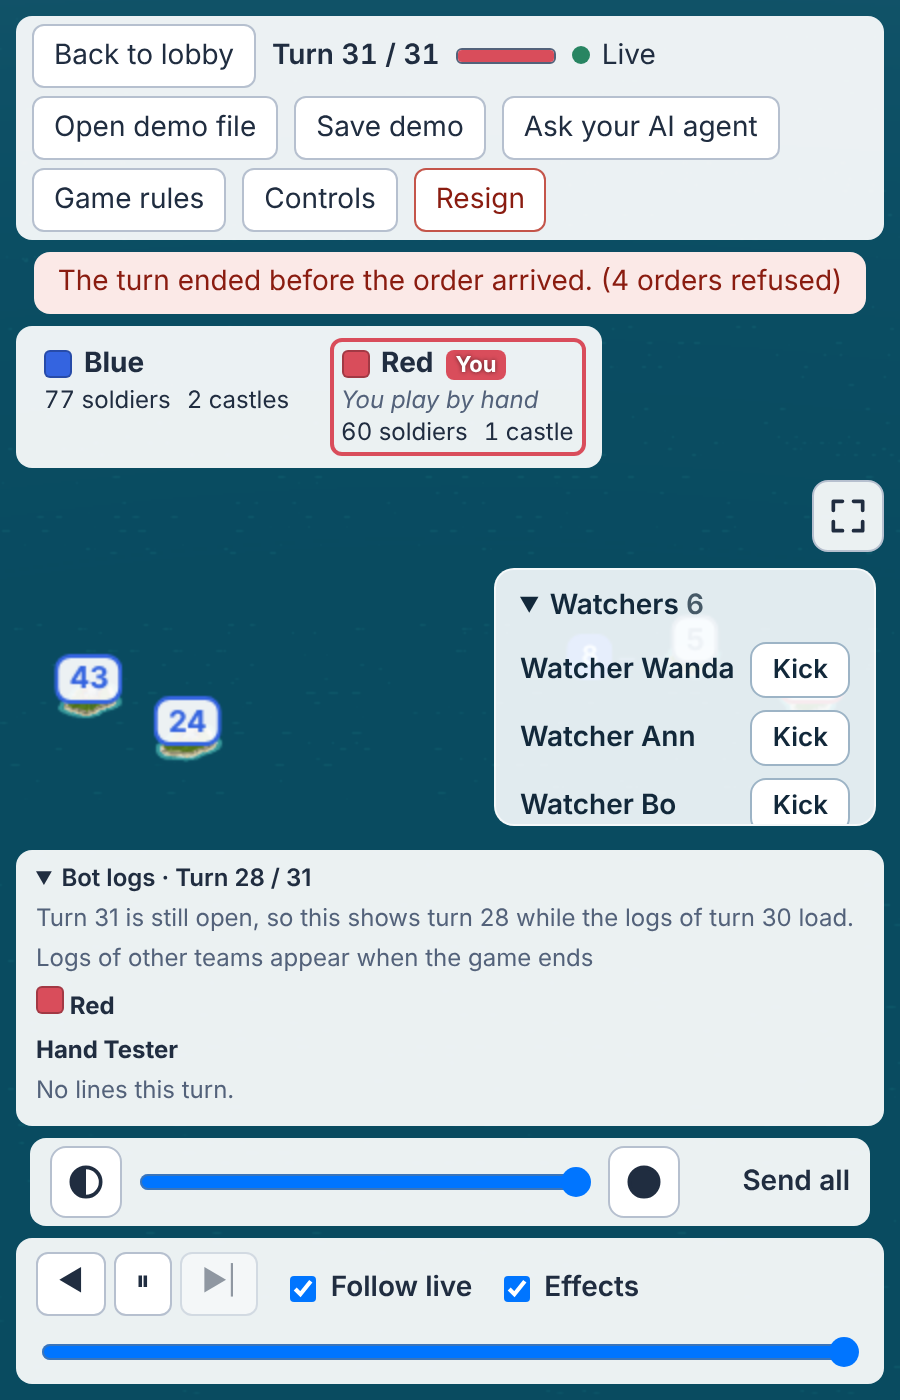 Back to lobby Turn 31 / 31 Live
Open demo file Save demo Ask your AI agent
Game rules Controls Resign
The turn ended before the order arrived. (4 orders refused)
Blue Red You
77 soldiers 2 castles You play by hand
60 soldiers 1 castle
Watchers 6
5
8
Watcher Wanda Kick
43
24
Watcher Ann Kick
Watcher Bo Kick
Bot logs · Turn 28 / 31
Turn 31 is still open, so this shows turn 28 while the logs of turn 30 load.
Logs of other teams appear when the game ends
Red
Hand Tester
No lines this turn.
Send all
Follow live Effects